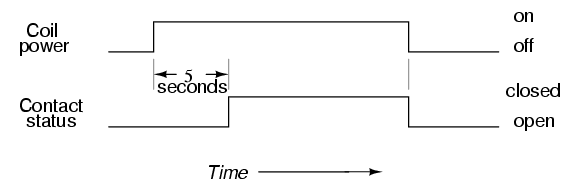 Coil
power
on
off
5
seconds
Contact
status
closed
open
Time